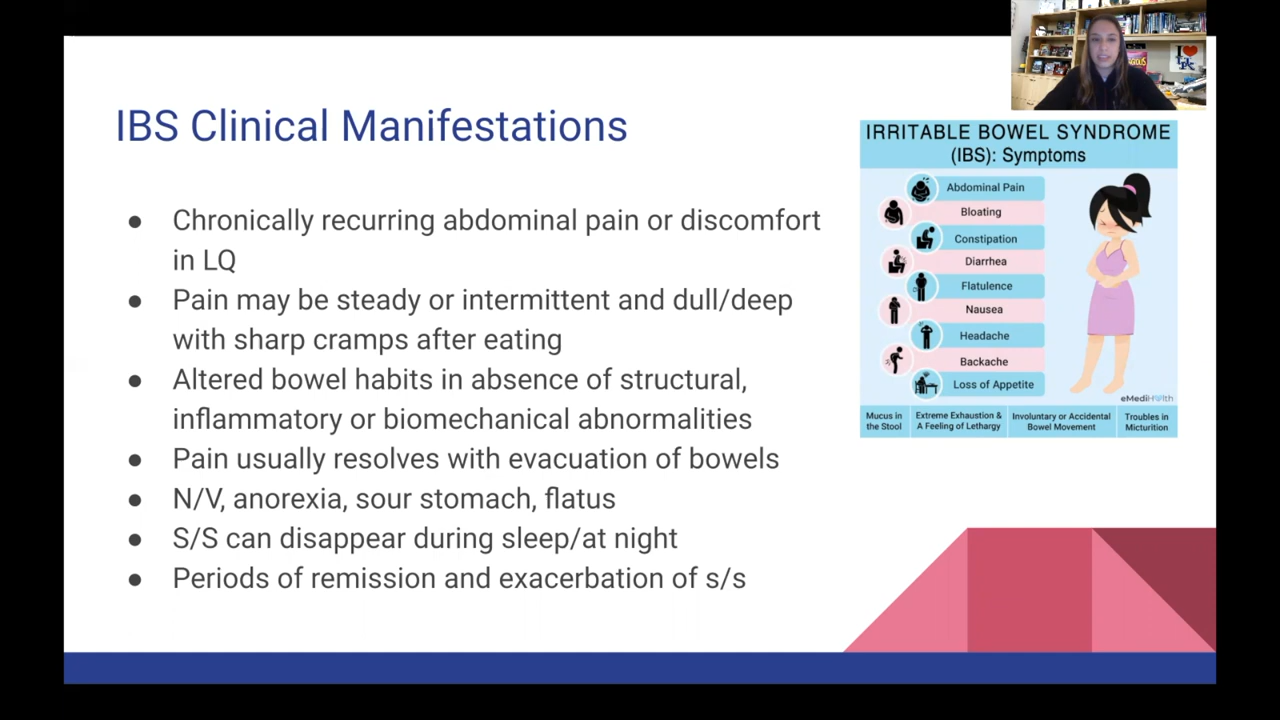 IBS Clinical Manifestations
● Chronically recurring abdominal pain or discomfort
in LQ
● Pain may be steady or intermittent and dull/deep
with sharp cramps after eating
● Altered bowel habits in absence of structural,
inflammatory or biomechanical abnormalities
● Pain usually resolves with evacuation of bowels
● N/V, anorexia, sour stomach, flatus
● S/S can disappear during sleep/at night
● Periods of remission and exacerbation of s/s
IRRITABLE BOWEL SYNDROME
(IBS): Symptoms
Abdominal Pain
Bloating
Constipation
Diarrhea
Flatulence
Nausea
Headache
Backache
Loss of Appetite
eMediHealth
Mucus in
the Stool
Extreme Exhaustion &
A Feeling of Lethargy
Involuntary or Accidental
Bowel Movement
Troubles in
Micturition
I